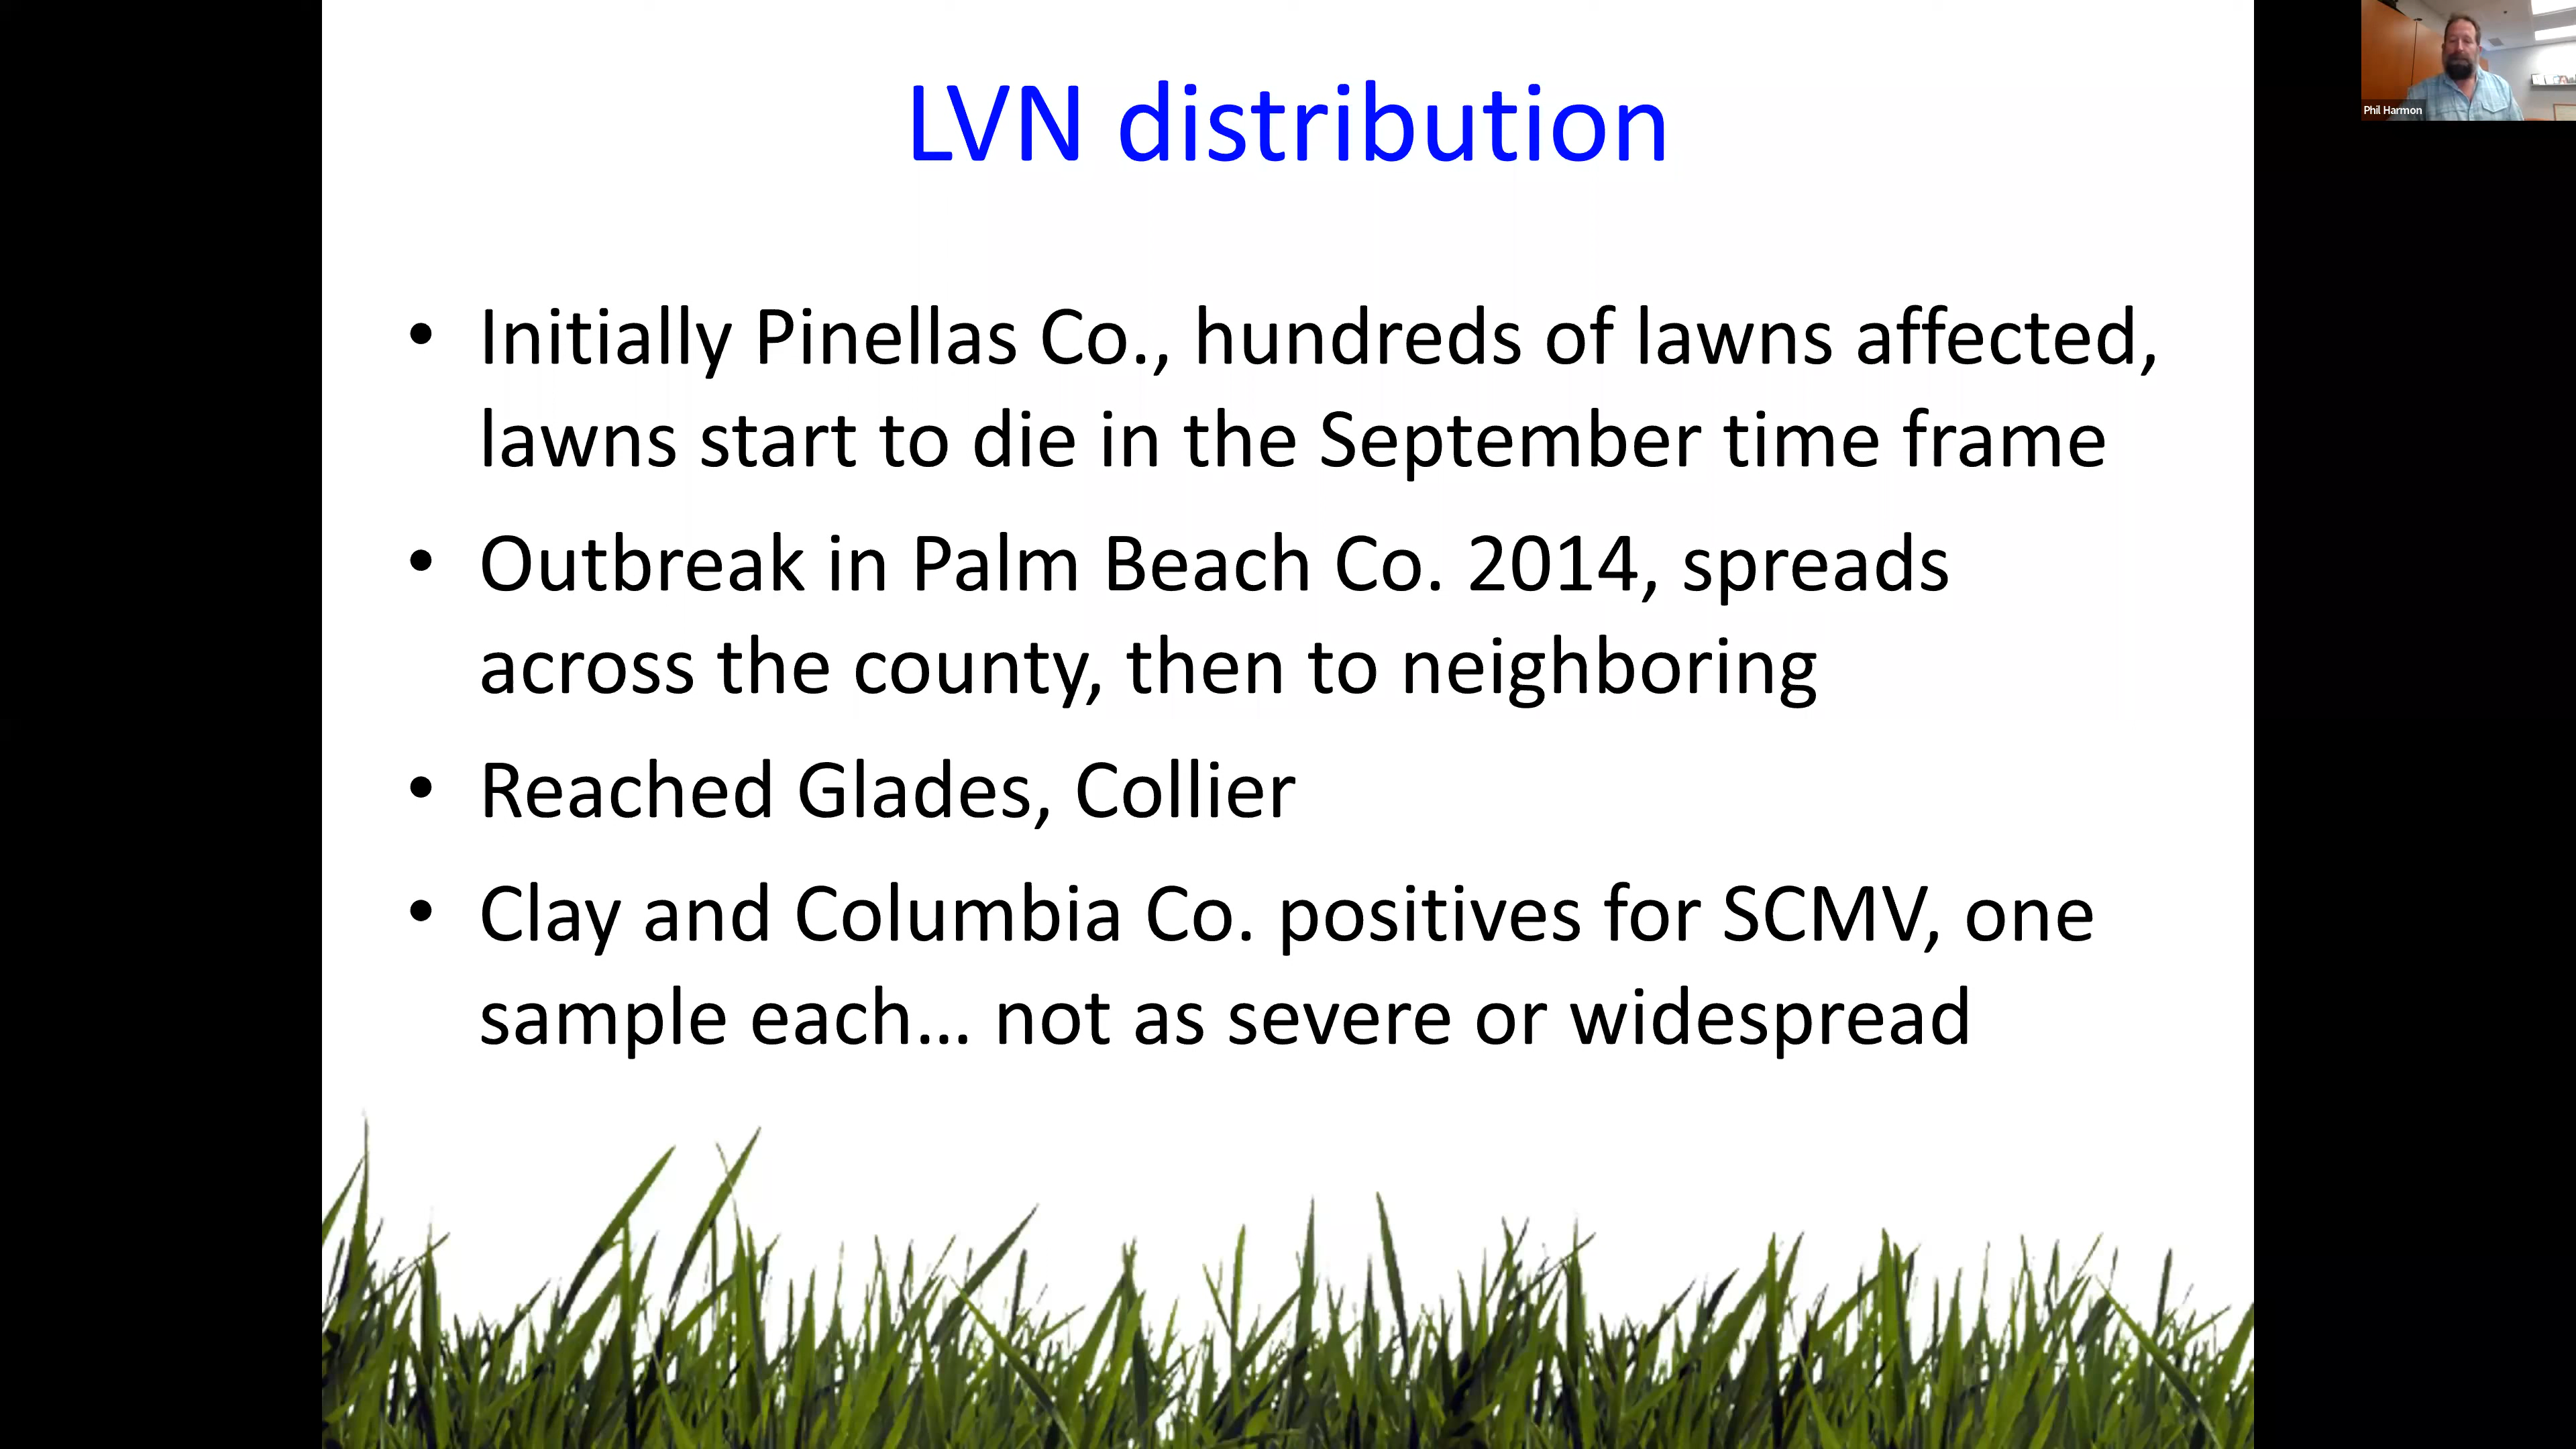 LVN distribution
Phil Harmon
• Initially Pinellas Co., hundreds of lawns affected,
lawns start to die in the September time frame
• Outbreak in Palm Beach Co. 2014, spreads
across the county, then to neighboring
• Reached Glades, Collier
• Clay and Columbia Co. positives for SCMV, one
sample each... not as severe or widespread